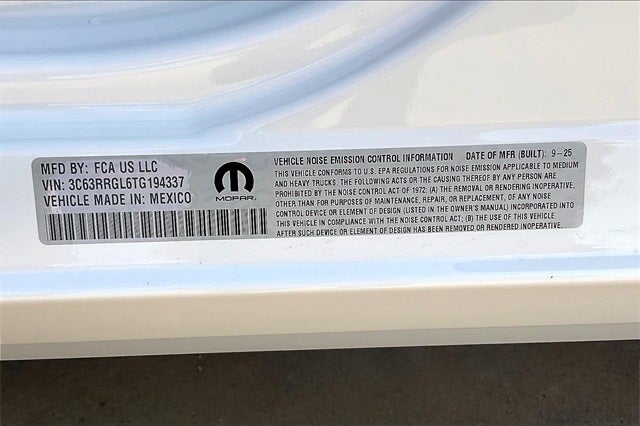 MFD BY: FCA US LLC
VIN: 3C63RRGL6TG194337
VEHICLE MADE IN: MEXICO
MOPAR®
VEHICLE NOISE EMISSION CONTROL INFORMATION DATE OF MFR (BUILT): 9-25
THIS VEHICLE CONFORMS TO U.S. EPA REGULATIONS FOR NOISE EMISSION APPLICABLE TO MEDIUM
AND HEAVY TRUCKS. THE FOLLOWING ACTS OR THE CAUSING THEREOF BY ANY PERSON ARE
PROHIBITED BY THE NOISE CONTROL ACT OF 1972: (A) THE REMOVAL OR RENDERING INOPERATIVE,
OTHER THAN FOR PURPOSES OF MAINTENANCE, REPAIR, OR REPLACEMENT, OF ANY NOISE
CONTROL DEVICE OR ELEMENT OF DESIGN (LISTED IN THE OWNER'S MANUAL) INCORPORATED INTO
THIS VEHICLE IN COMPLIANCE WITH THE NOISE CONTROL ACT; (B) THE USE OF THIS VEHICLE
AFTER SUCH DEVICE OR ELEMENT OF DESIGN HAS BEEN REMOVED OR RENDERED INOPERATIVE.